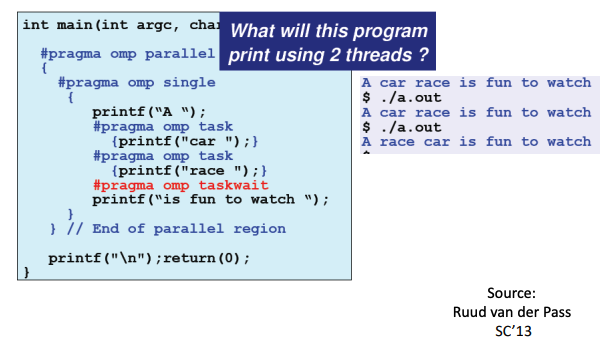 int main(int argc, char
What will this program
print using 2 threads ?
#pragma omp parallel
{
#pragma omp single
{
printf(“A “);
#pragma omp task
{printf("car ");}
#pragma omp task
{printf("race ");}
#pragma omp taskwait
printf(“is fun to watch “);
}
} // End of parallel region
printf("\n");return(0);
}
A car race is fun to watch
$ ./a.out
A car race is fun to watch
$ ./a.out
A race car is fun to watch
Source:
Ruud van der Pass
SC’13